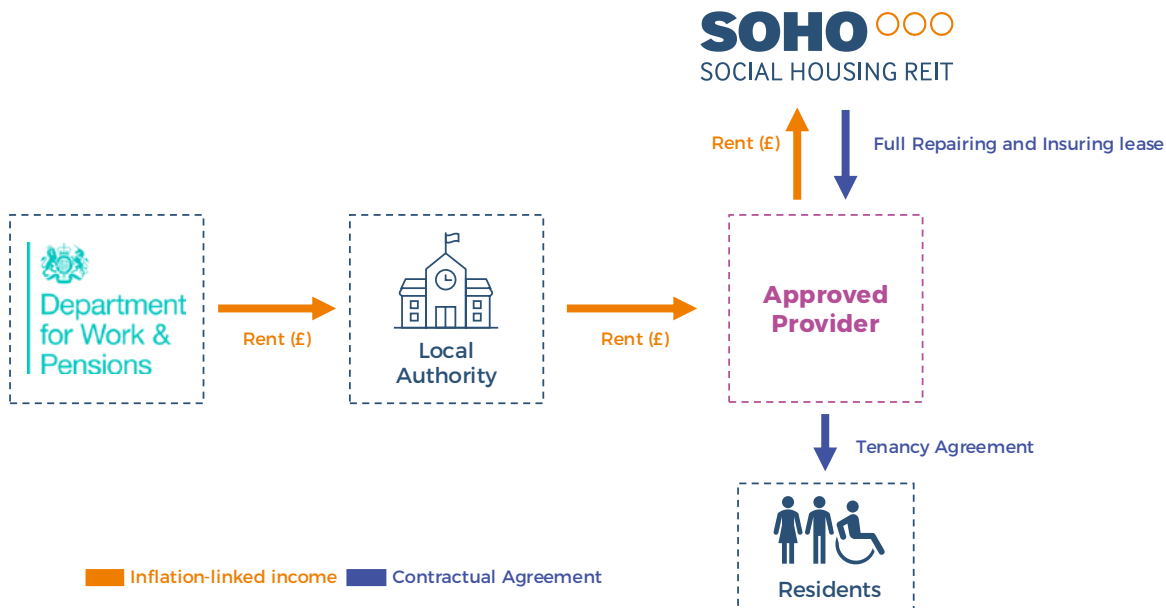 SOHO
SOCIAL HOUSING REIT
Rent (£)
Full Repairing and Insuring lease
Department
for Work &
Pensions
Rent (£)
Local
Authority
Rent (£)
Approved
Provider
Tenancy Agreement
Residents
Inflation-linked income
Contractual Agreement